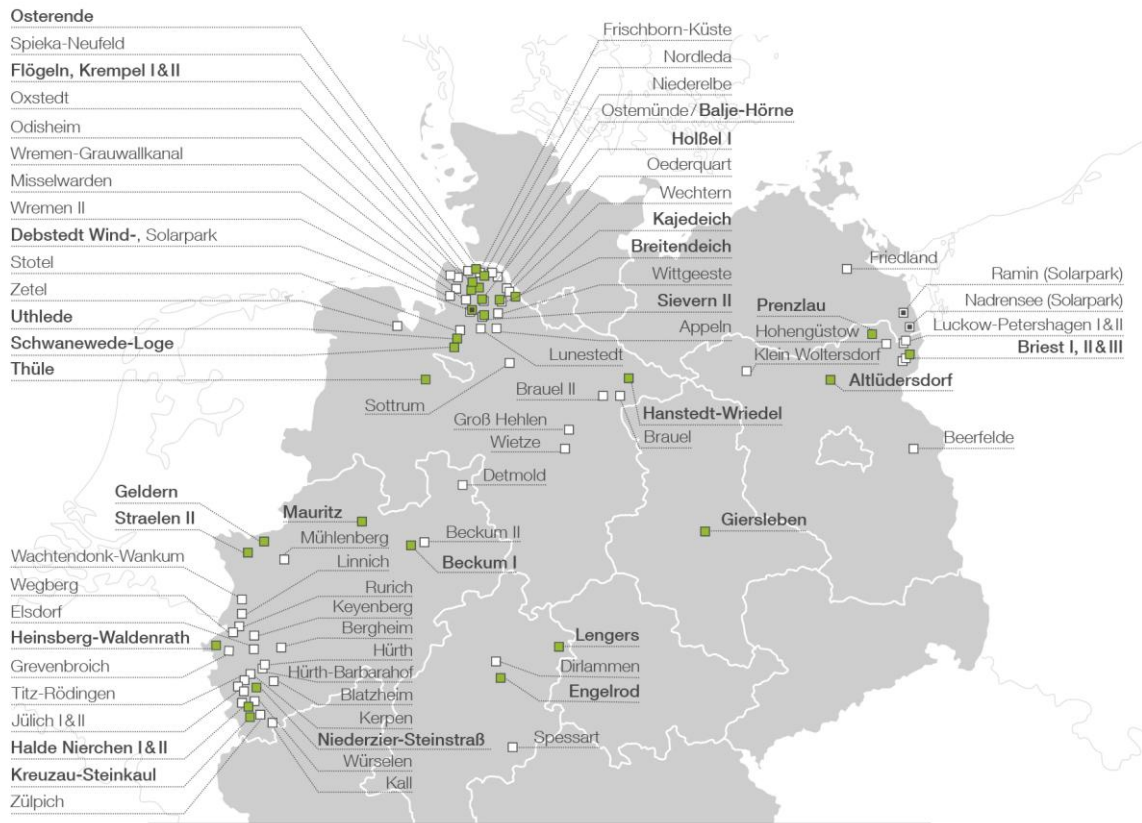 Osterende
Spieka-Neufeld
Flögeln, Krempel I & II
Oxstedt
Odisheim
Wremen-Grauwallkanal
Misselwarden
Wremen II
Debstedt Wind-, Solarpark
Stotel
Zetel
Uthlede
Schwanewede-Loge
Thüle
Frischborn-Küste
Nordleda
Niederelbe
Ostemünde / Balje-Hörne
Holßel I
Oederquart
Wechtern
Kajedeich
Breitendeich
Wittgeeste
Sievern II
Appeln
Lunestedt
Sottrum
Brauel II
Hanstedt-Wriedel
Brauel
Groß Hehlen
Wietze
Detmold
Friedland
Ramin (Solarpark)
Nadrensee (Solarpark)
Prenzlau
Hohengüstow
Luckow-Petershagen I & II
Klein Woltersdorf
Briest I, II & III
Altlüdersdorf
Beerfelde
Geldern
Straelen II
Mauritz
Mühlenberg
Beckum II
Beckum I
Giersleben
Wachtendonk-Wankum
Linnich
Wegberg
Rurich
Elsdorf
Keyenberg
Heinsberg-Waldenrath
Bergheim
Grevenbroich
Hürth
Titz-Rödingen
Hürth-Barbarahof
Jülich I & II
Blatzheim
Halde Nierchen I & II
Kerpen
Kreuzau-Steinkaul
Niederzier-Steinstraß
Zülpich
Würselen
Kall
Lengers
Dirlammen
Engelrod
Spessart